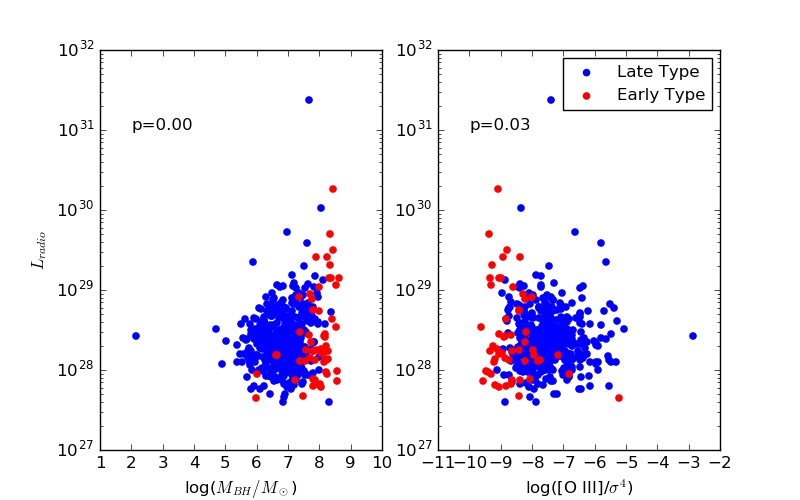 10^32
10^31
10^30
10^29
10^28
10^27
L_radio
p=0.00
1 2 3 4 5 6 7 8 9 10
log(M_BH/M_⊙)
10^32
10^31
10^30
10^29
10^28
10^27
Late Type
Early Type
p=0.03
−11 −10 −9 −8 −7 −6 −5 −4 −3 −2
log([O III]/σ^4)